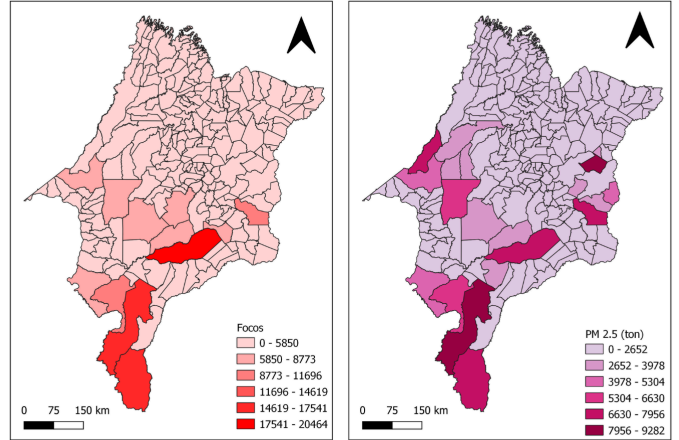 Focos
0 - 5850
5850 - 8773
8773 - 11696
11696 - 14619
14619 - 17541
17541 - 20464
0 75 150 km
PM 2.5 (ton)
0 - 2652
2652 - 3978
3978 - 5304
5304 - 6630
6630 - 7956
7956 - 9282
0 75 150 km